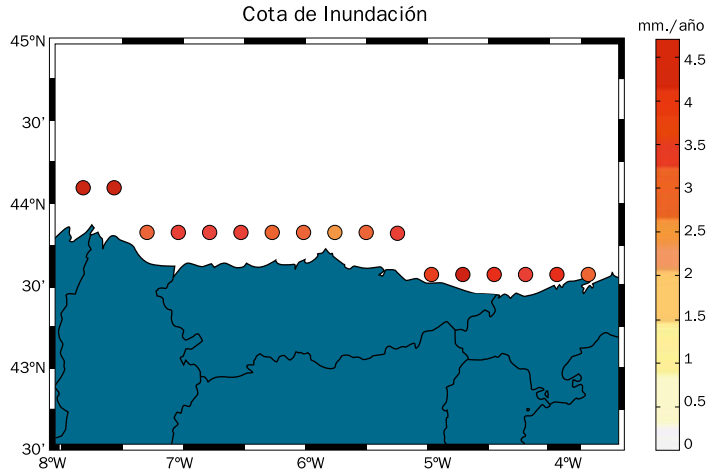 Cota de Inundación
mm./año
45ºN
30'
44ºN
30'
43ºN
30'
8ºW
7ºW
6ºW
5ºW
4ºW
4.5
4
3.5
3
2.5
2
1.5
1
0.5
0